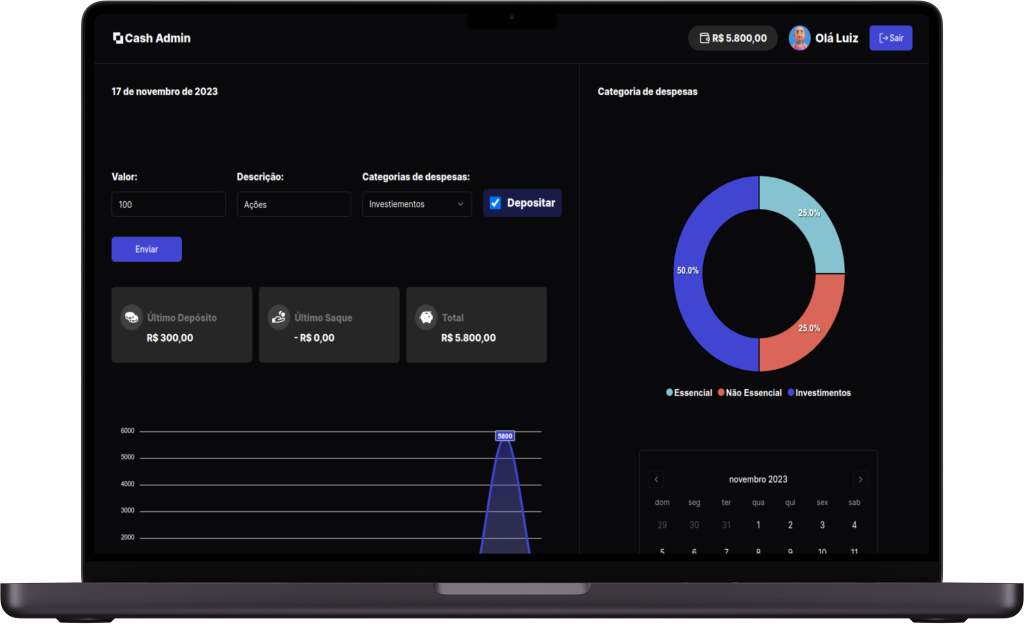 Cash Admin
R$ 5.800,00
Olá Luiz
Sair
17 de novembro de 2023
Categoria de despesas
Valor:
Descrição:
Categorias de despesas:
100
Ações
Investiementos
Depositar
Enviar
Último Depósito
R$ 300,00
Último Saque
- R$ 0,00
Total
R$ 5.800,00
6000
5000
4000
3000
2000
5800
25.0%
50.0%
25.0%
Essencial
Não Essencial
Investimentos
novembro 2023
dom seg ter qua qui sex sab
29 30 31 1 2 3 4
5 6 7 8 9 10 11